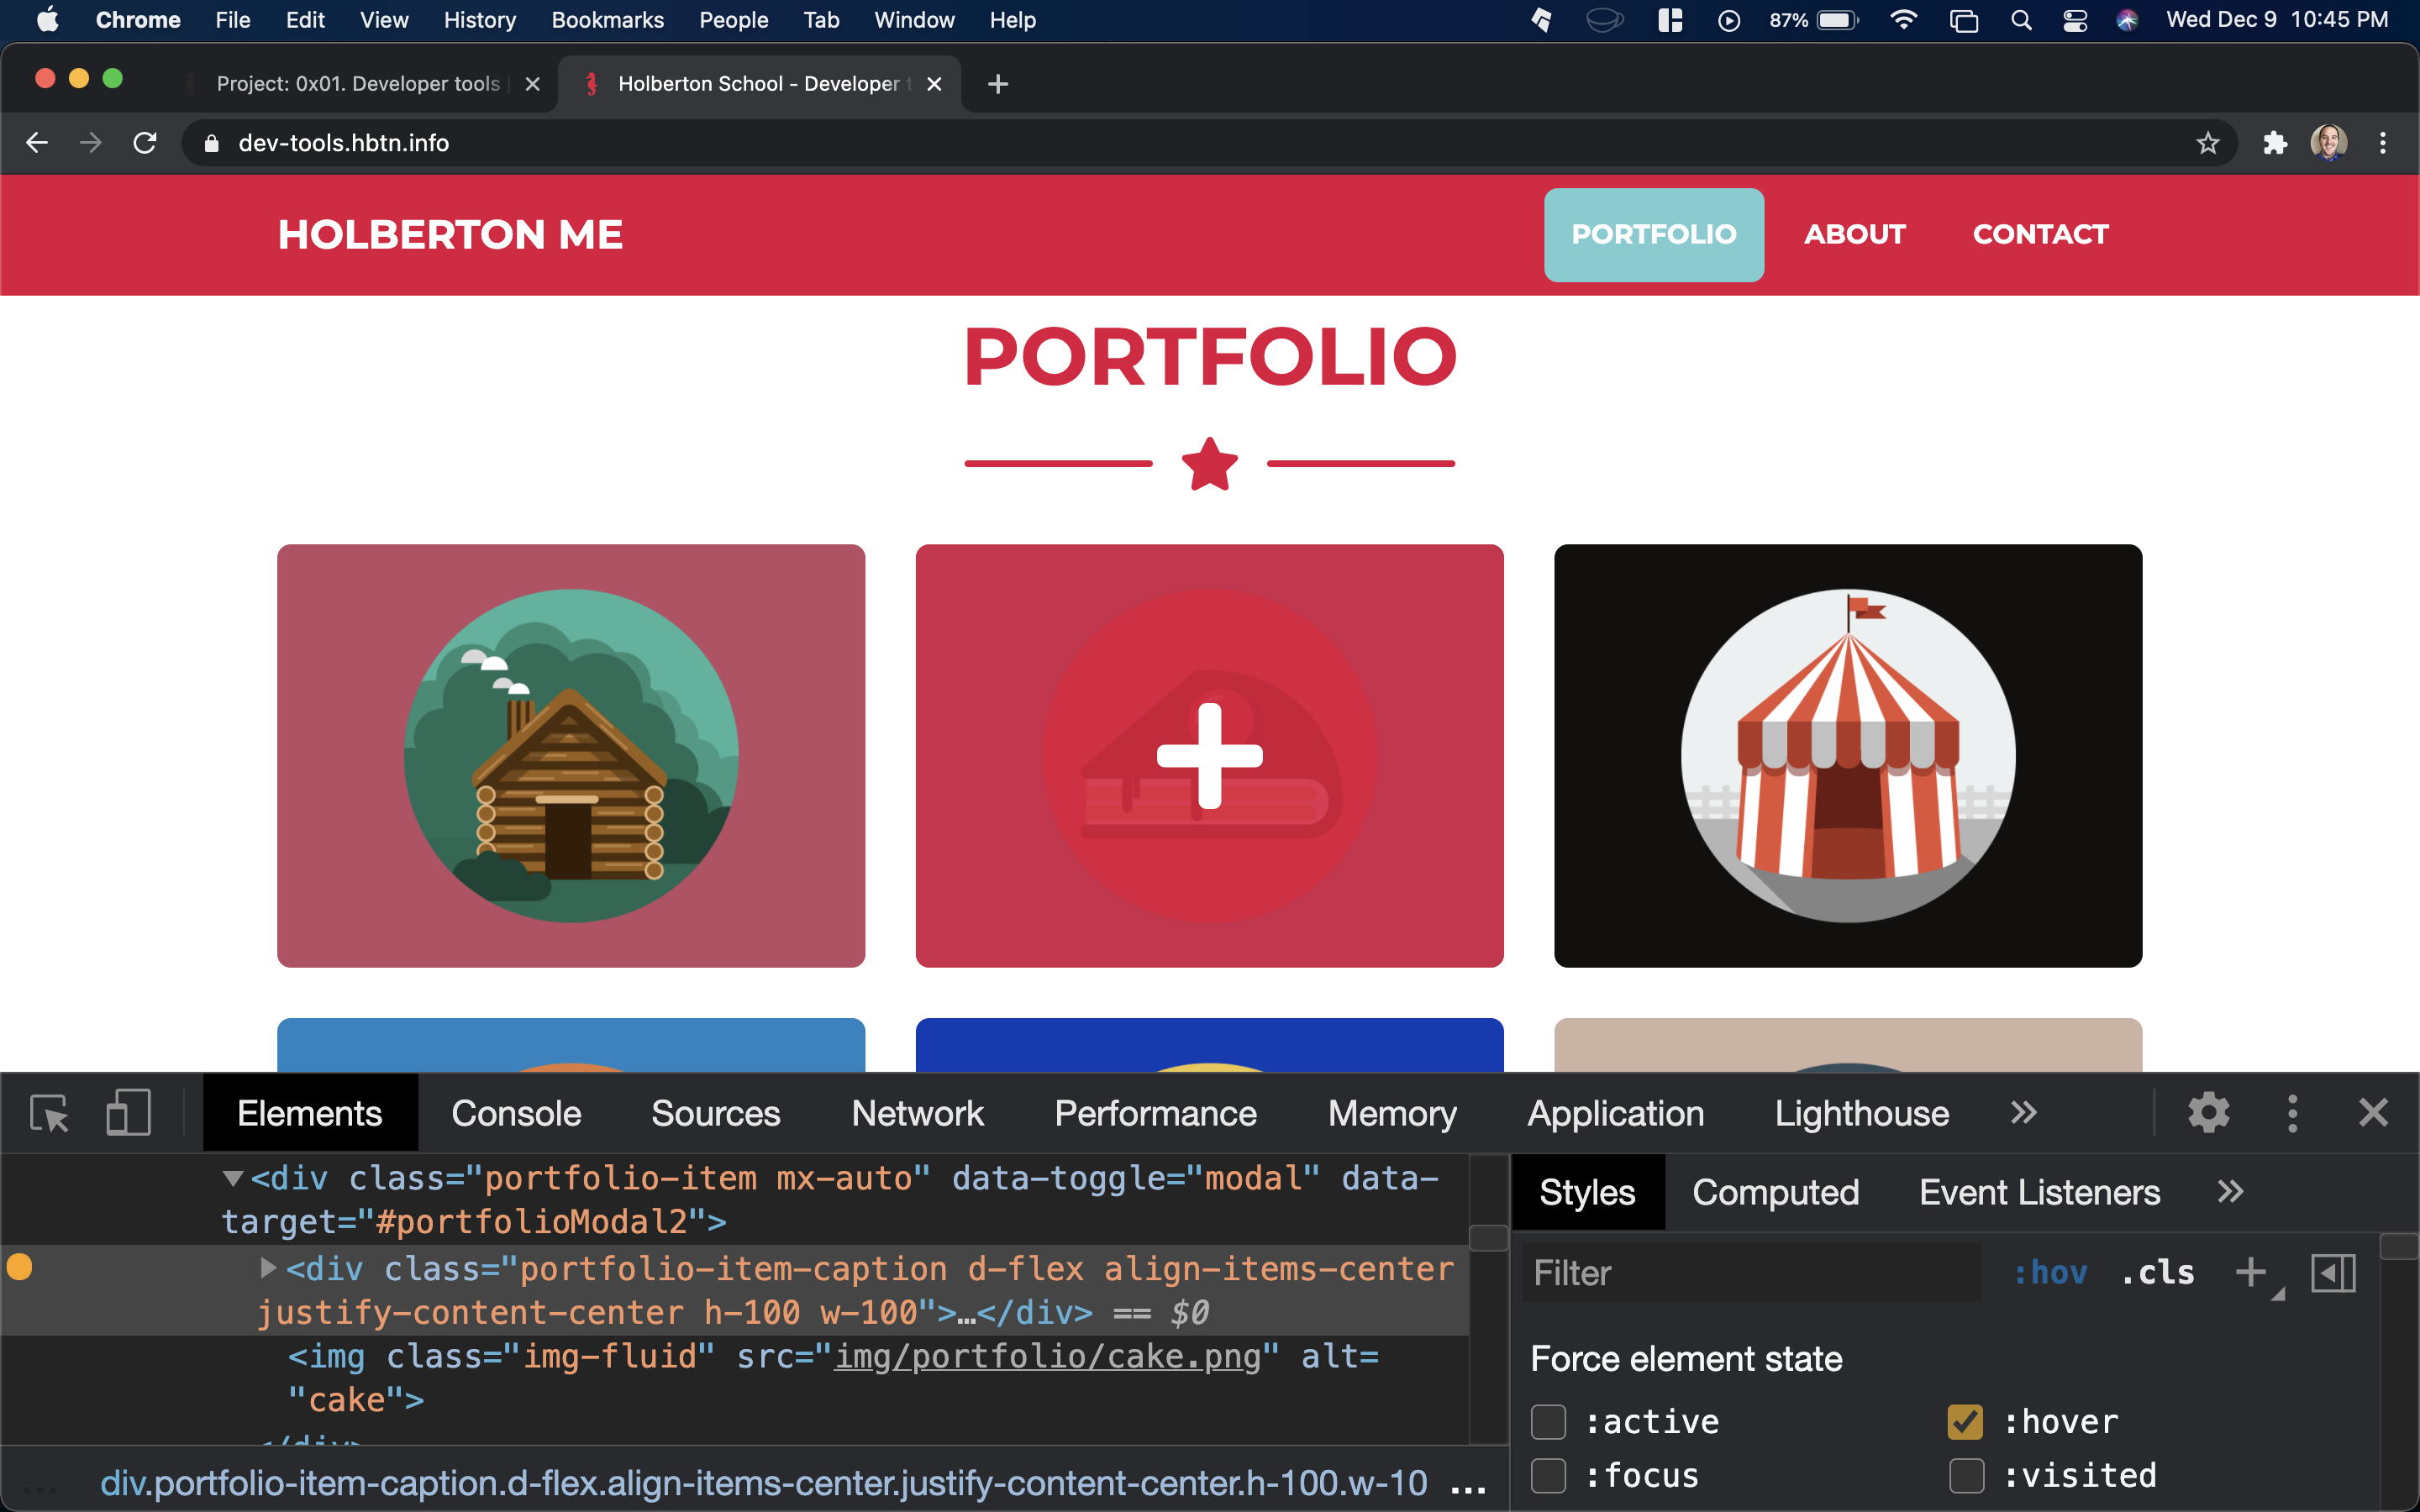 Chrome File Edit View History Bookmarks People Tab Window Help 87% Wed Dec 9 10:45 PM
Project: 0x01. Developer tools Holberton School - Developer
dev-tools.hbtn.info
HOLBERTON ME PORTFOLIO ABOUT CONTACT
PORTFOLIO
Elements Console Sources Network Performance Memory Application Lighthouse »
<div class="portfolio-item mx-auto" data-toggle="modal" data-
target="#portfolioModal2">
<div class="portfolio-item-caption d-flex align-items-center
justify-content-center h-100 w-100">…</div> == $0
<img class="img-fluid" src="img/portfolio/cake.png" alt=
"cake">
</div>
... div.portfolio-item-caption.d-flex.align-items-center.justify-content-center.h-100.w-10 ...
Styles Computed Event Listeners »
Filter :hov .cls
Force element state
:active :hover
:focus :visited